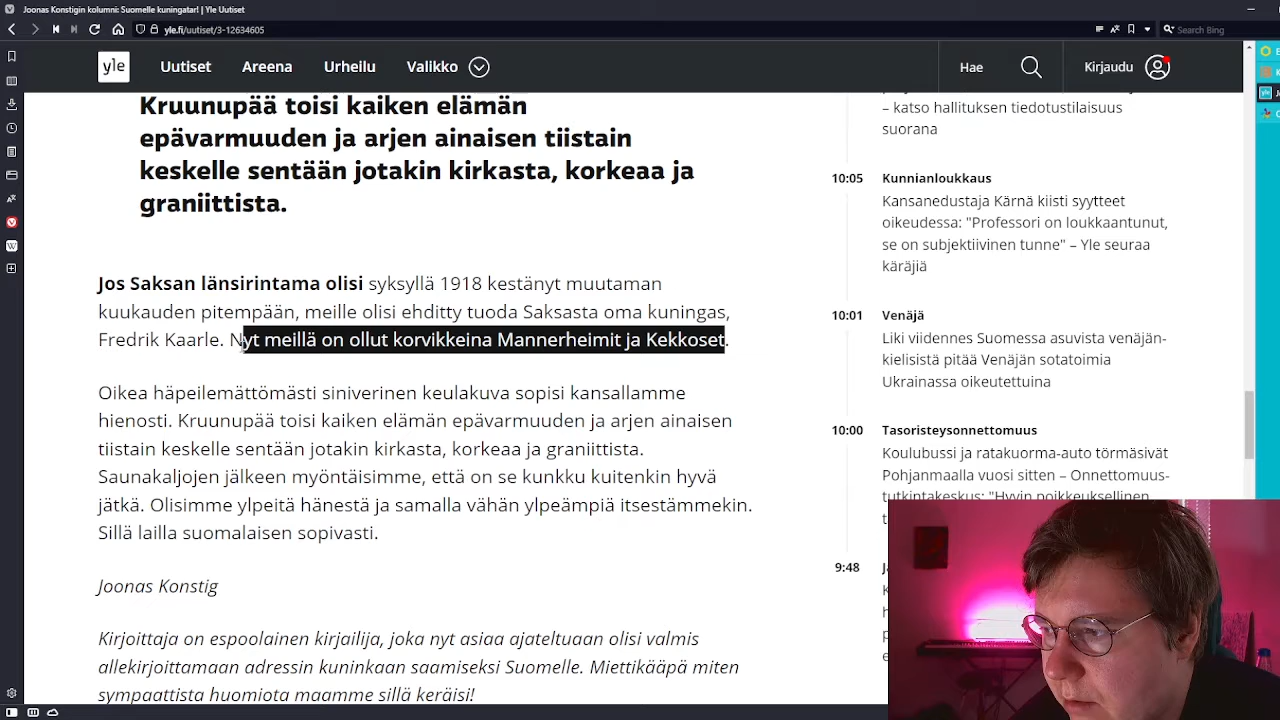 Joonas Konstigin kolumni: Suomelle kuningatar! | Yle Uutiset
yle.fi/uutiset/3-12634605
Search Bing
yle
Uutiset
Areena
Urheilu
Valikko
Hae
Kirjaudu
Kruunupää toisi kaiken elämän
epävarmuuden ja arjen ainaisen tiistain
keskelle sentään jotakin kirkasta, korkeaa ja
graniittista.
Jos Saksan länsirintama olisi syksyllä 1918 kestänyt muutaman
kuukauden pitempään, meille olisi ehditty tuoda Saksasta oma kuningas,
Fredrik Kaarle. Nyt meillä on ollut korvikkeina Mannerheimit ja Kekkoset.
Oikea häpeilemättömästi siniverinen keulakuva sopisi kansallamme
hienosti. Kruunupää toisi kaiken elämän epävarmuuden ja arjen ainaisen
tiistain keskelle sentään jotakin kirkasta, korkeaa ja graniittista.
Saunakaljojen jälkeen myöntäisimme, että on se kunkku kuitenkin hyvä
jätkä. Olisimme ylpeitä hänestä ja samalla vähän ylpeämpiä itsestämmekin.
Sillä lailla suomalaisen sopivasti.
Joonas Konstig
Kirjoittaja on espoolainen kirjailija, joka nyt asiaa ajateltuaan olisi valmis
allekirjoittamaan adressin kuninkaan saamiseksi Suomelle. Miettikääpä miten
sympaattista huomiota maamme sillä keräisi!
– katso hallituksen tiedotustilaisuus
suorana
10:05
Kunnianloukkaus
Kansanedustaja Kärnä kiisti syytteet
oikeudessa: "Professori on loukkaantunut,
se on subjektiivinen tunne" – Yle seuraa
käräjiä
10:01
Venäjä
Liki viidennes Suomessa asuvista venäjän-
kielisistä pitää Venäjän sotatoimia
Ukrainassa oikeutettuina
10:00
Tasoristeysonnettomuus
Koulubussi ja ratakuorma-auto törmäsivät
Pohjanmaalla vuosi sitten – Onnettomuus-
tutkintakeskus: "Hyvin poikkeuksellinen
9:48